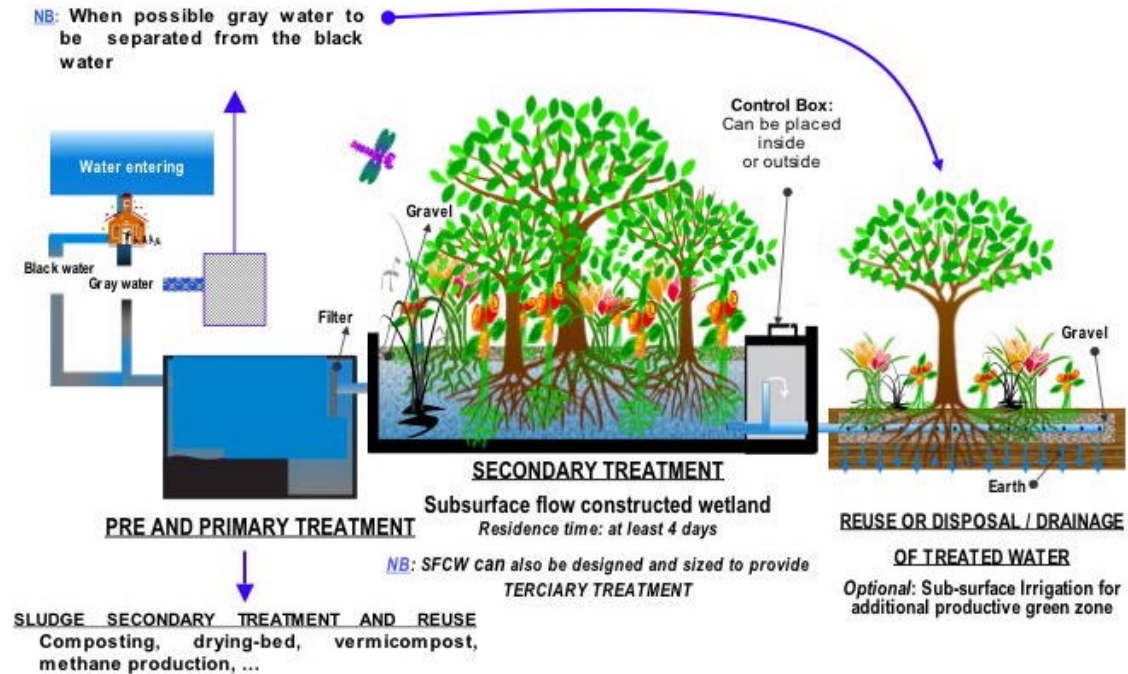 NB: When possible gray water to
be separated from the black
water
Water entering
Black water
Gray water
Filter
Gravel
Control Box:
Can be placed
inside
or outside
Gravel
Earth
PRE AND PRIMARY TREATMENT
SECONDARY TREATMENT
Subsurface flow constructed wetland
Residence time: at least 4 days
NB: SFCW can also be designed and sized to provide
TERCIARY TREATMENT
REUSE OR DISPOSAL / DRAINAGE
OF TREATED WATER
Optional: Sub-surface Irrigation for
additional productive green zone
SLUDGE SECONDARY TREATMENT AND REUSE
Composting, drying-bed, vermicompost,
methane production, ...